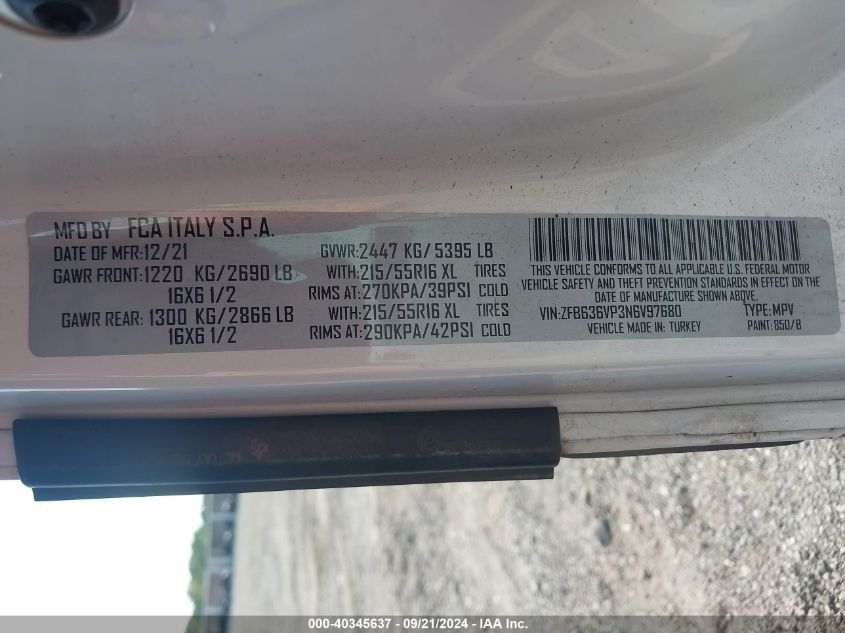 MFD BY FCA ITALY S.P.A.
DATE OF MFR:12/21 GVWR:2447 KG/5395 LB
GAWR FRONT:1220 KG/2690 LB WITH:215/55R16 XL TIRES
16X6 1/2 RIMS AT:270KPA/39PSI COLD
GAWR REAR: 1300 KG/2866 LB WITH:215/55R16 XL TIRES
16X6 1/2 RIMS AT:290KPA/42PSI COLD
THIS VEHICLE CONFORMS TO ALL APPLICABLE U.S. FEDERAL MOTOR
VEHICLE SAFETY AND THEFT PREVENTION STANDARDS IN EFFECT ON THE
DATE OF MANUFACTURE SHOWN ABOVE.
VIN:ZFB636VP3N6V97680 TYPE:MPV
VEHICLE MADE IN: TURKEY PAINT:850/B
000-40345637 - 09/21/2024 - IAA Inc.